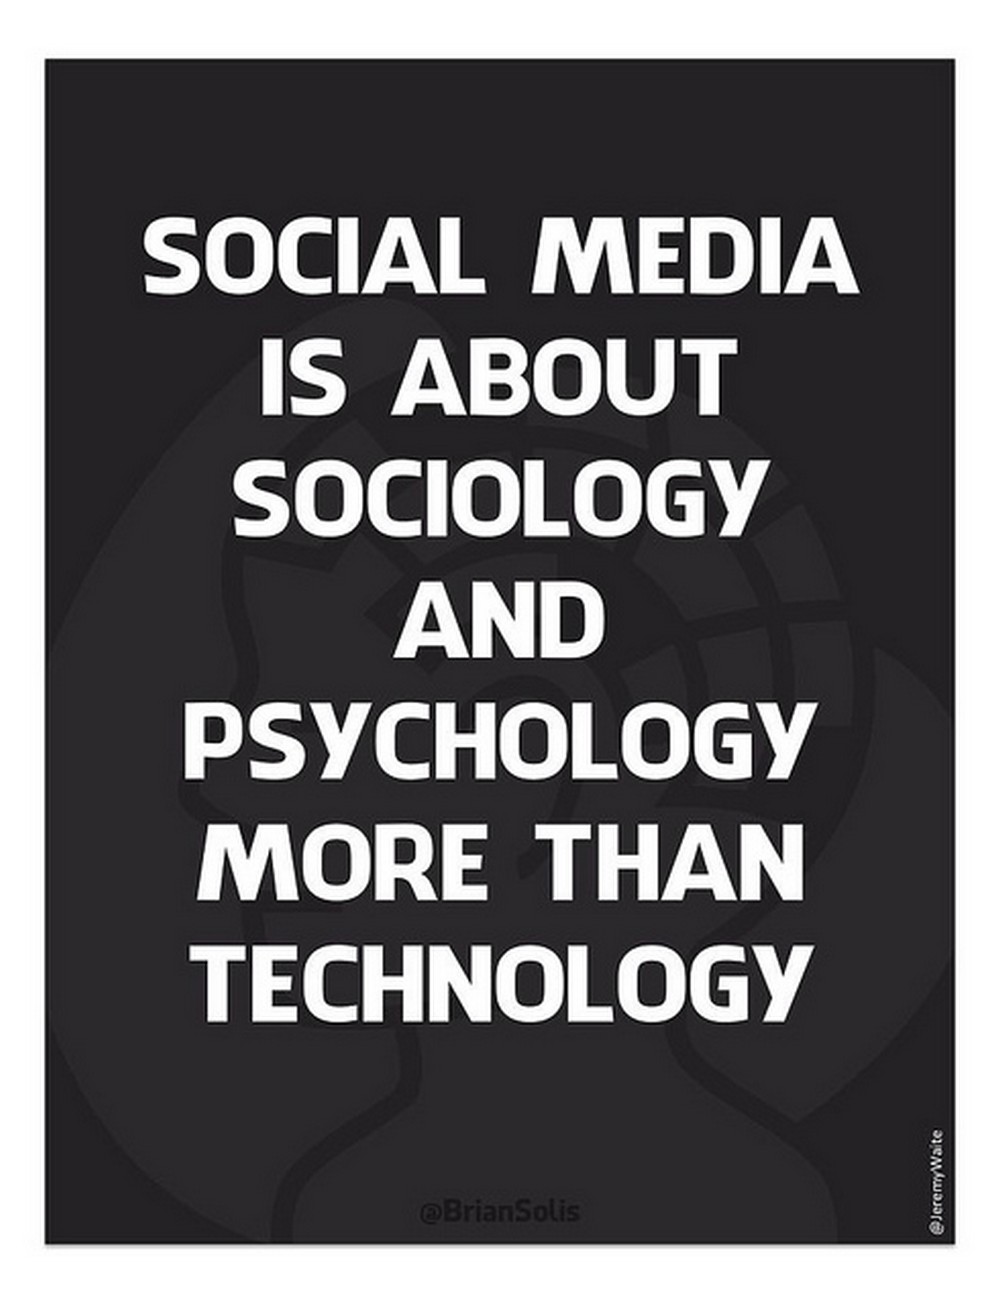 SOCIAL MEDIA
IS ABOUT
SOCIOLOGY
AND
PSYCHOLOGY
MORE THAN
TECHNOLOGY
@BrianSolis
@JeremyWaite